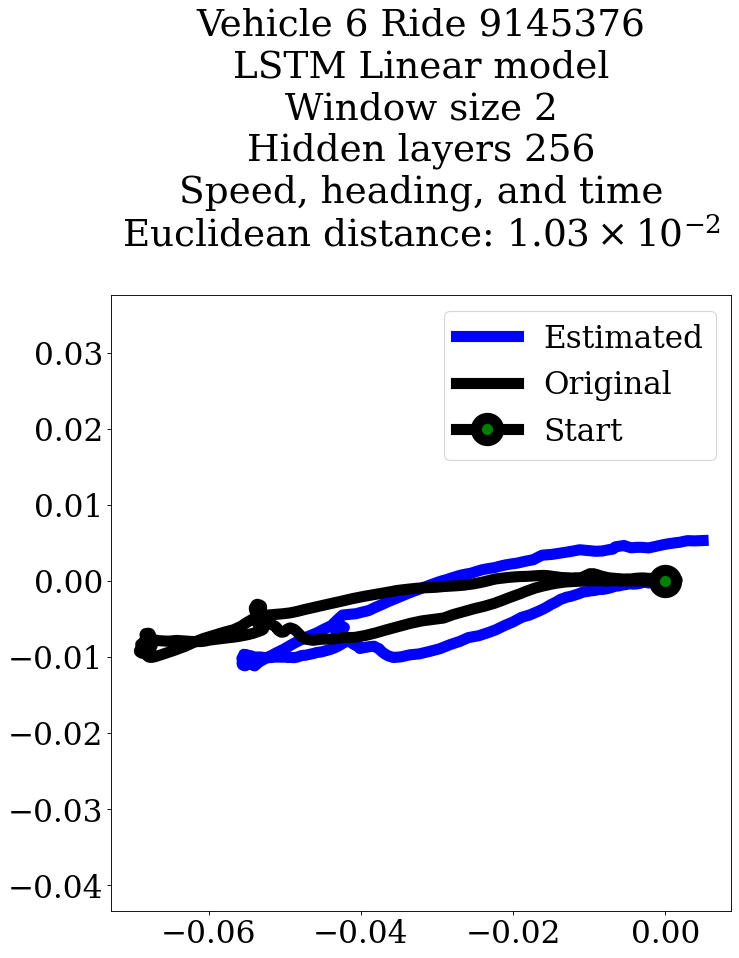 Vehicle 6 Ride 9145376
LSTM Linear model
Window size 2
Hidden layers 256
Speed, heading, and time
Euclidean distance: 1.03 × 10⁻²
Estimated
Original
Start
0.03
0.02
0.01
0.00
−0.01
−0.02
−0.03
−0.04
−0.06 −0.04 −0.02 0.00